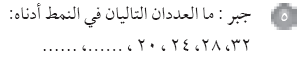 ٥ جبر : ما العددان التاليان في النمط أدناه:
٣٢، ٢٨، ٢٤، ٢٠، ......، ......